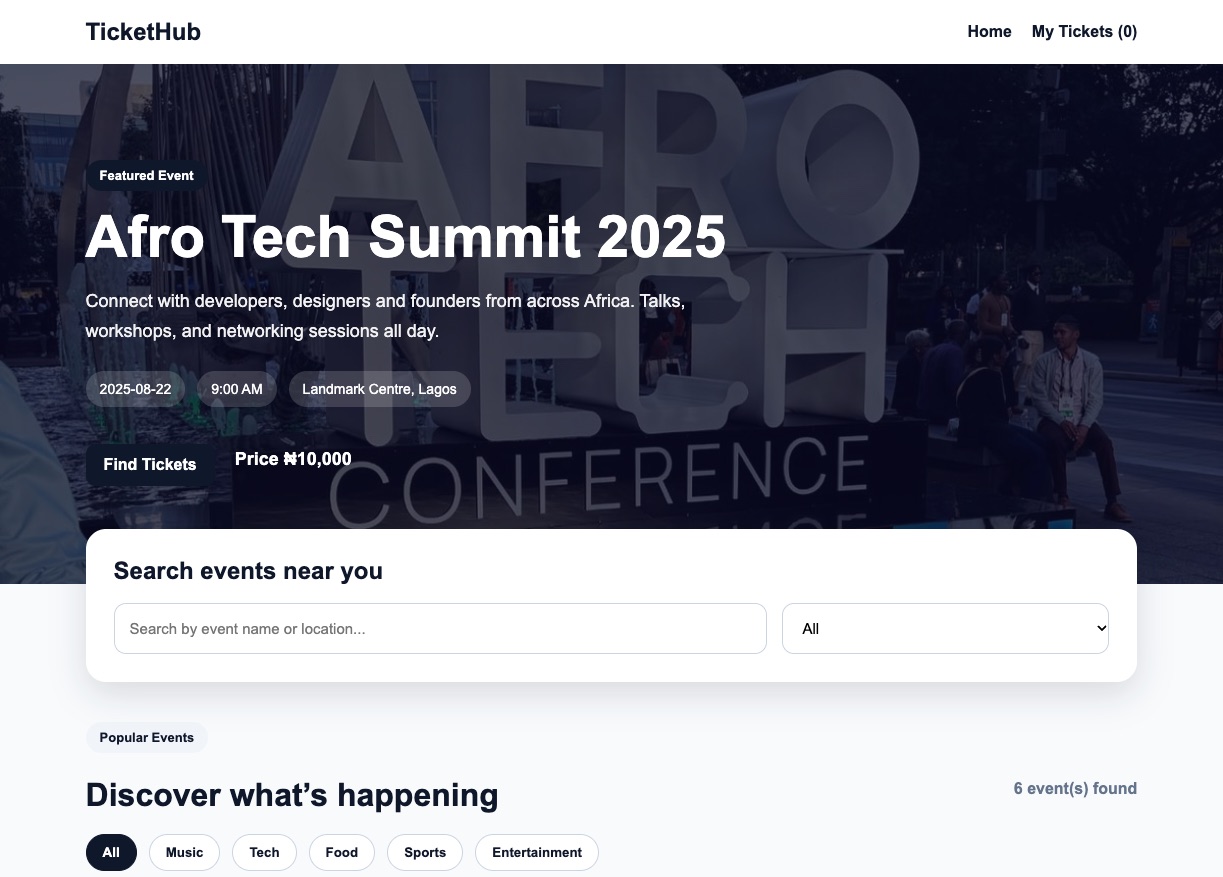 TicketHub
Home
My Tickets (0)
AFRO
TECH
CONFERENCE
Featured Event
Afro Tech Summit 2025
Connect with developers, designers and founders from across Africa. Talks,
workshops, and networking sessions all day.
2025-08-22
9:00 AM
Landmark Centre, Lagos
Find Tickets
Price ₦10,000
Search events near you
Search by event name or location...
All
Popular Events
Discover what’s happening
6 event(s) found
All
Music
Tech
Food
Sports
Entertainment